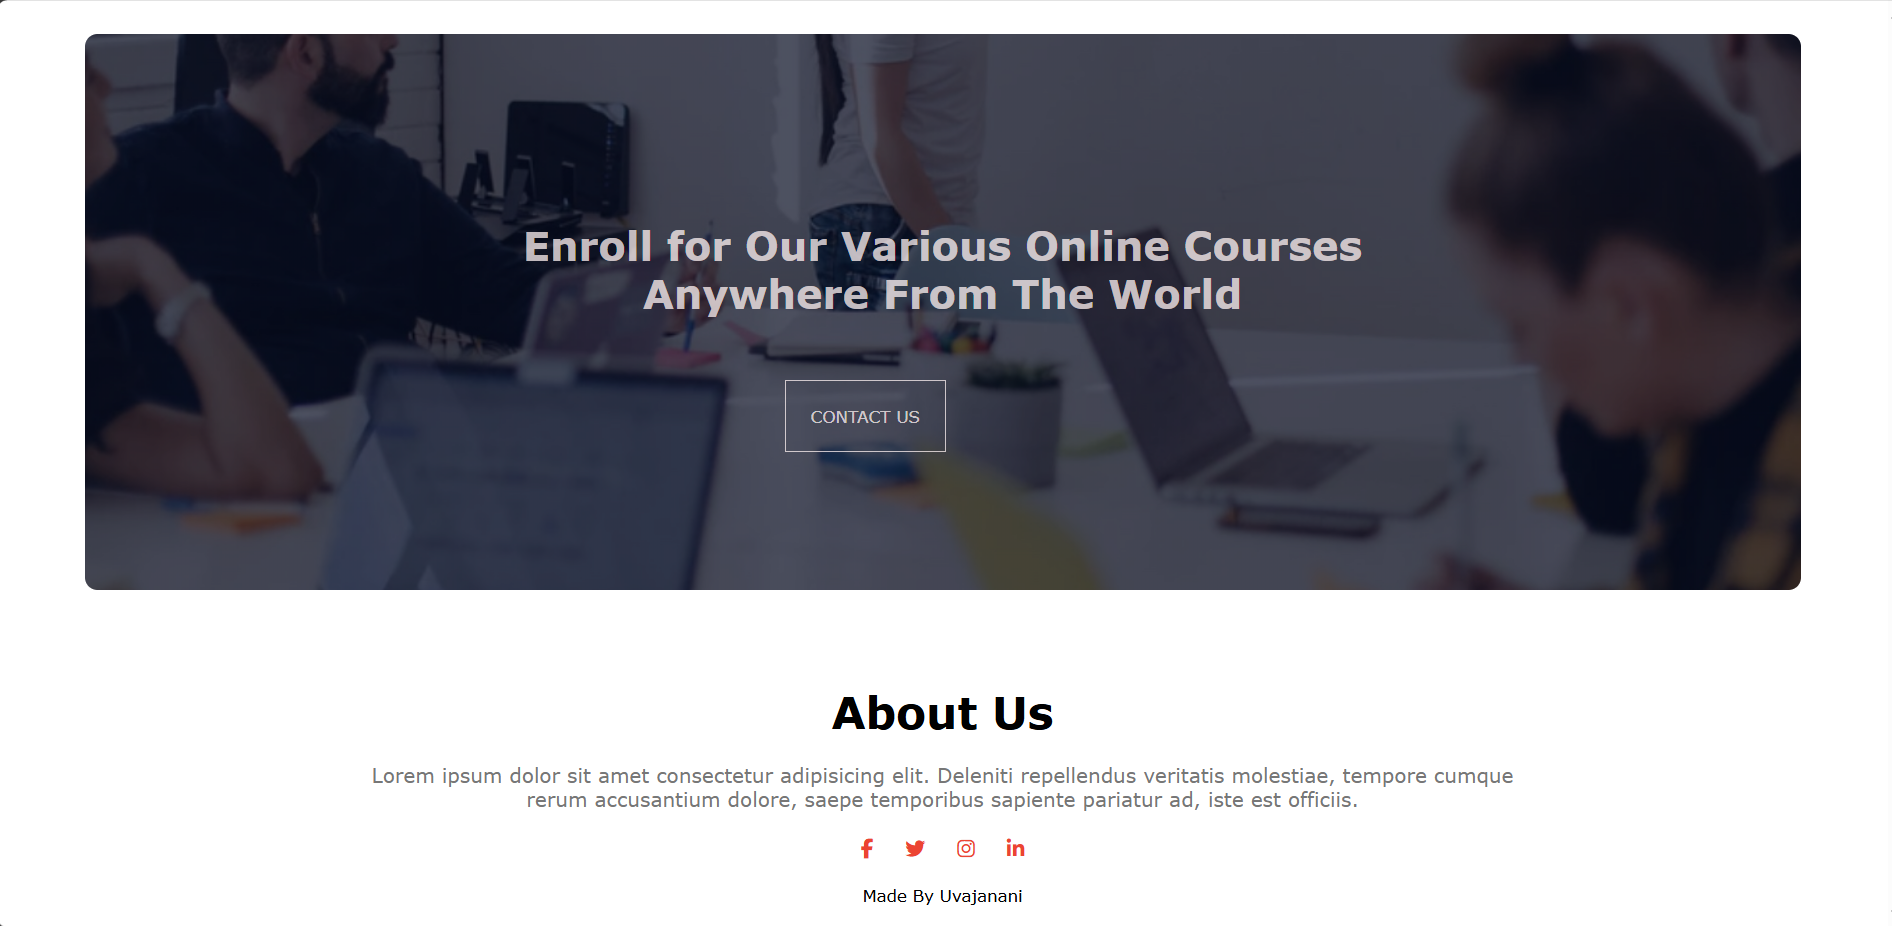 Enroll for Our Various Online Courses
Anywhere From The World
CONTACT US
About Us
Lorem ipsum dolor sit amet consectetur adipisicing elit. Deleniti repellendus veritatis molestiae, tempore cumque
rerum accusantium dolore, saepe temporibus sapiente pariatur ad, iste est officiis.
Made By Uvajanani